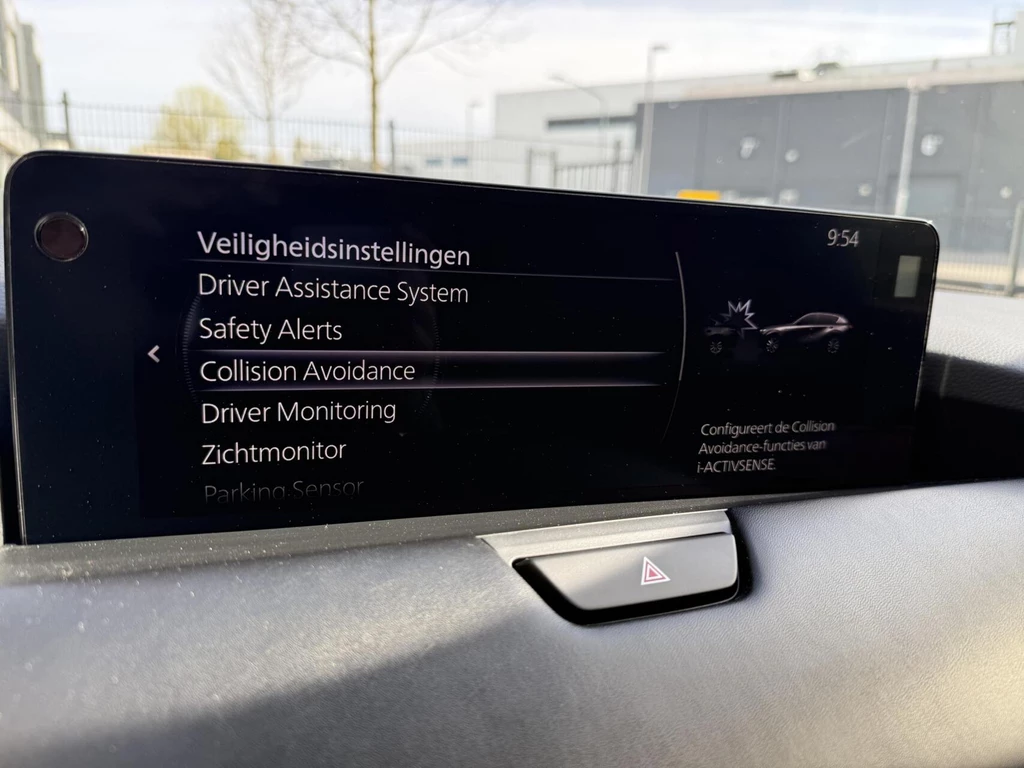 9:54
Veiligheidsinstellingen
Driver Assistance System
Safety Alerts
Collision Avoidance
Driver Monitoring
Zichtmonitor
Parking Sensor
Configureert de Collision
Avoidance-functies van
i-ACTIVSENSE.